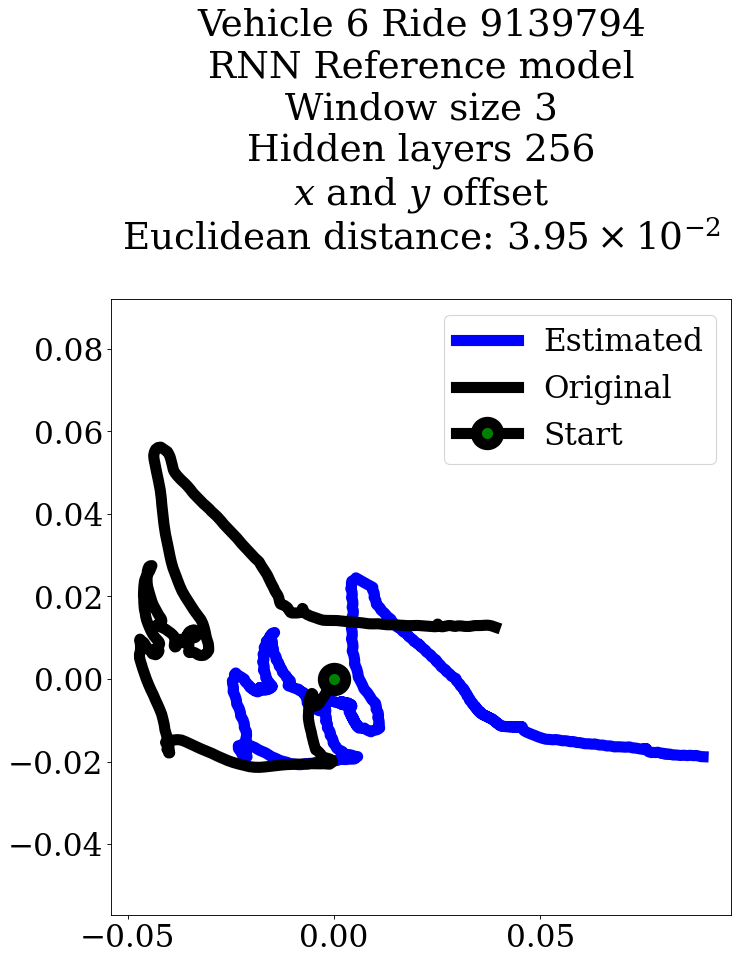 Vehicle 6 Ride 9139794
RNN Reference model
Window size 3
Hidden layers 256
x and y offset
Euclidean distance: 3.95 × 10⁻²
Estimated
Original
Start
0.08
0.06
0.04
0.02
0.00
−0.02
−0.04
−0.05 0.00 0.05